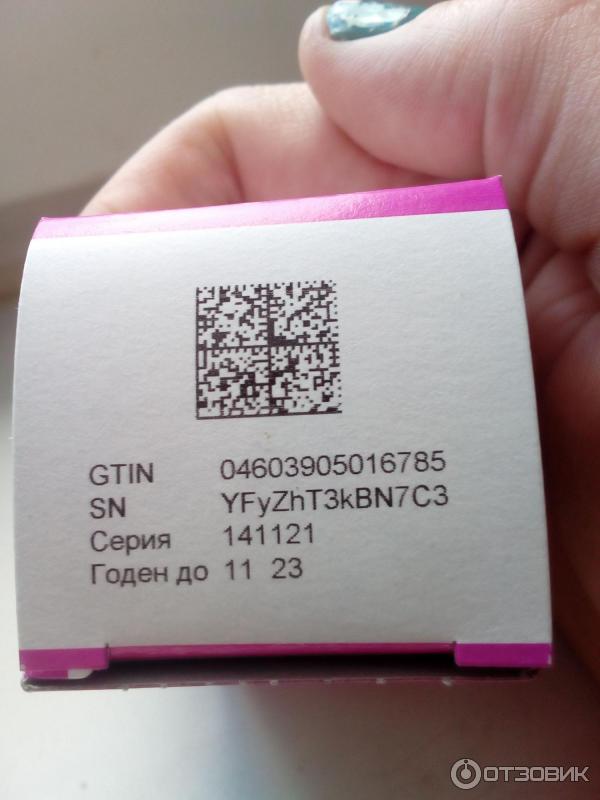 GTIN 04603905016785
SN YFyZhT3kBN7C3
Серия 141121
Годен до 11 23
ОТЗОВИК